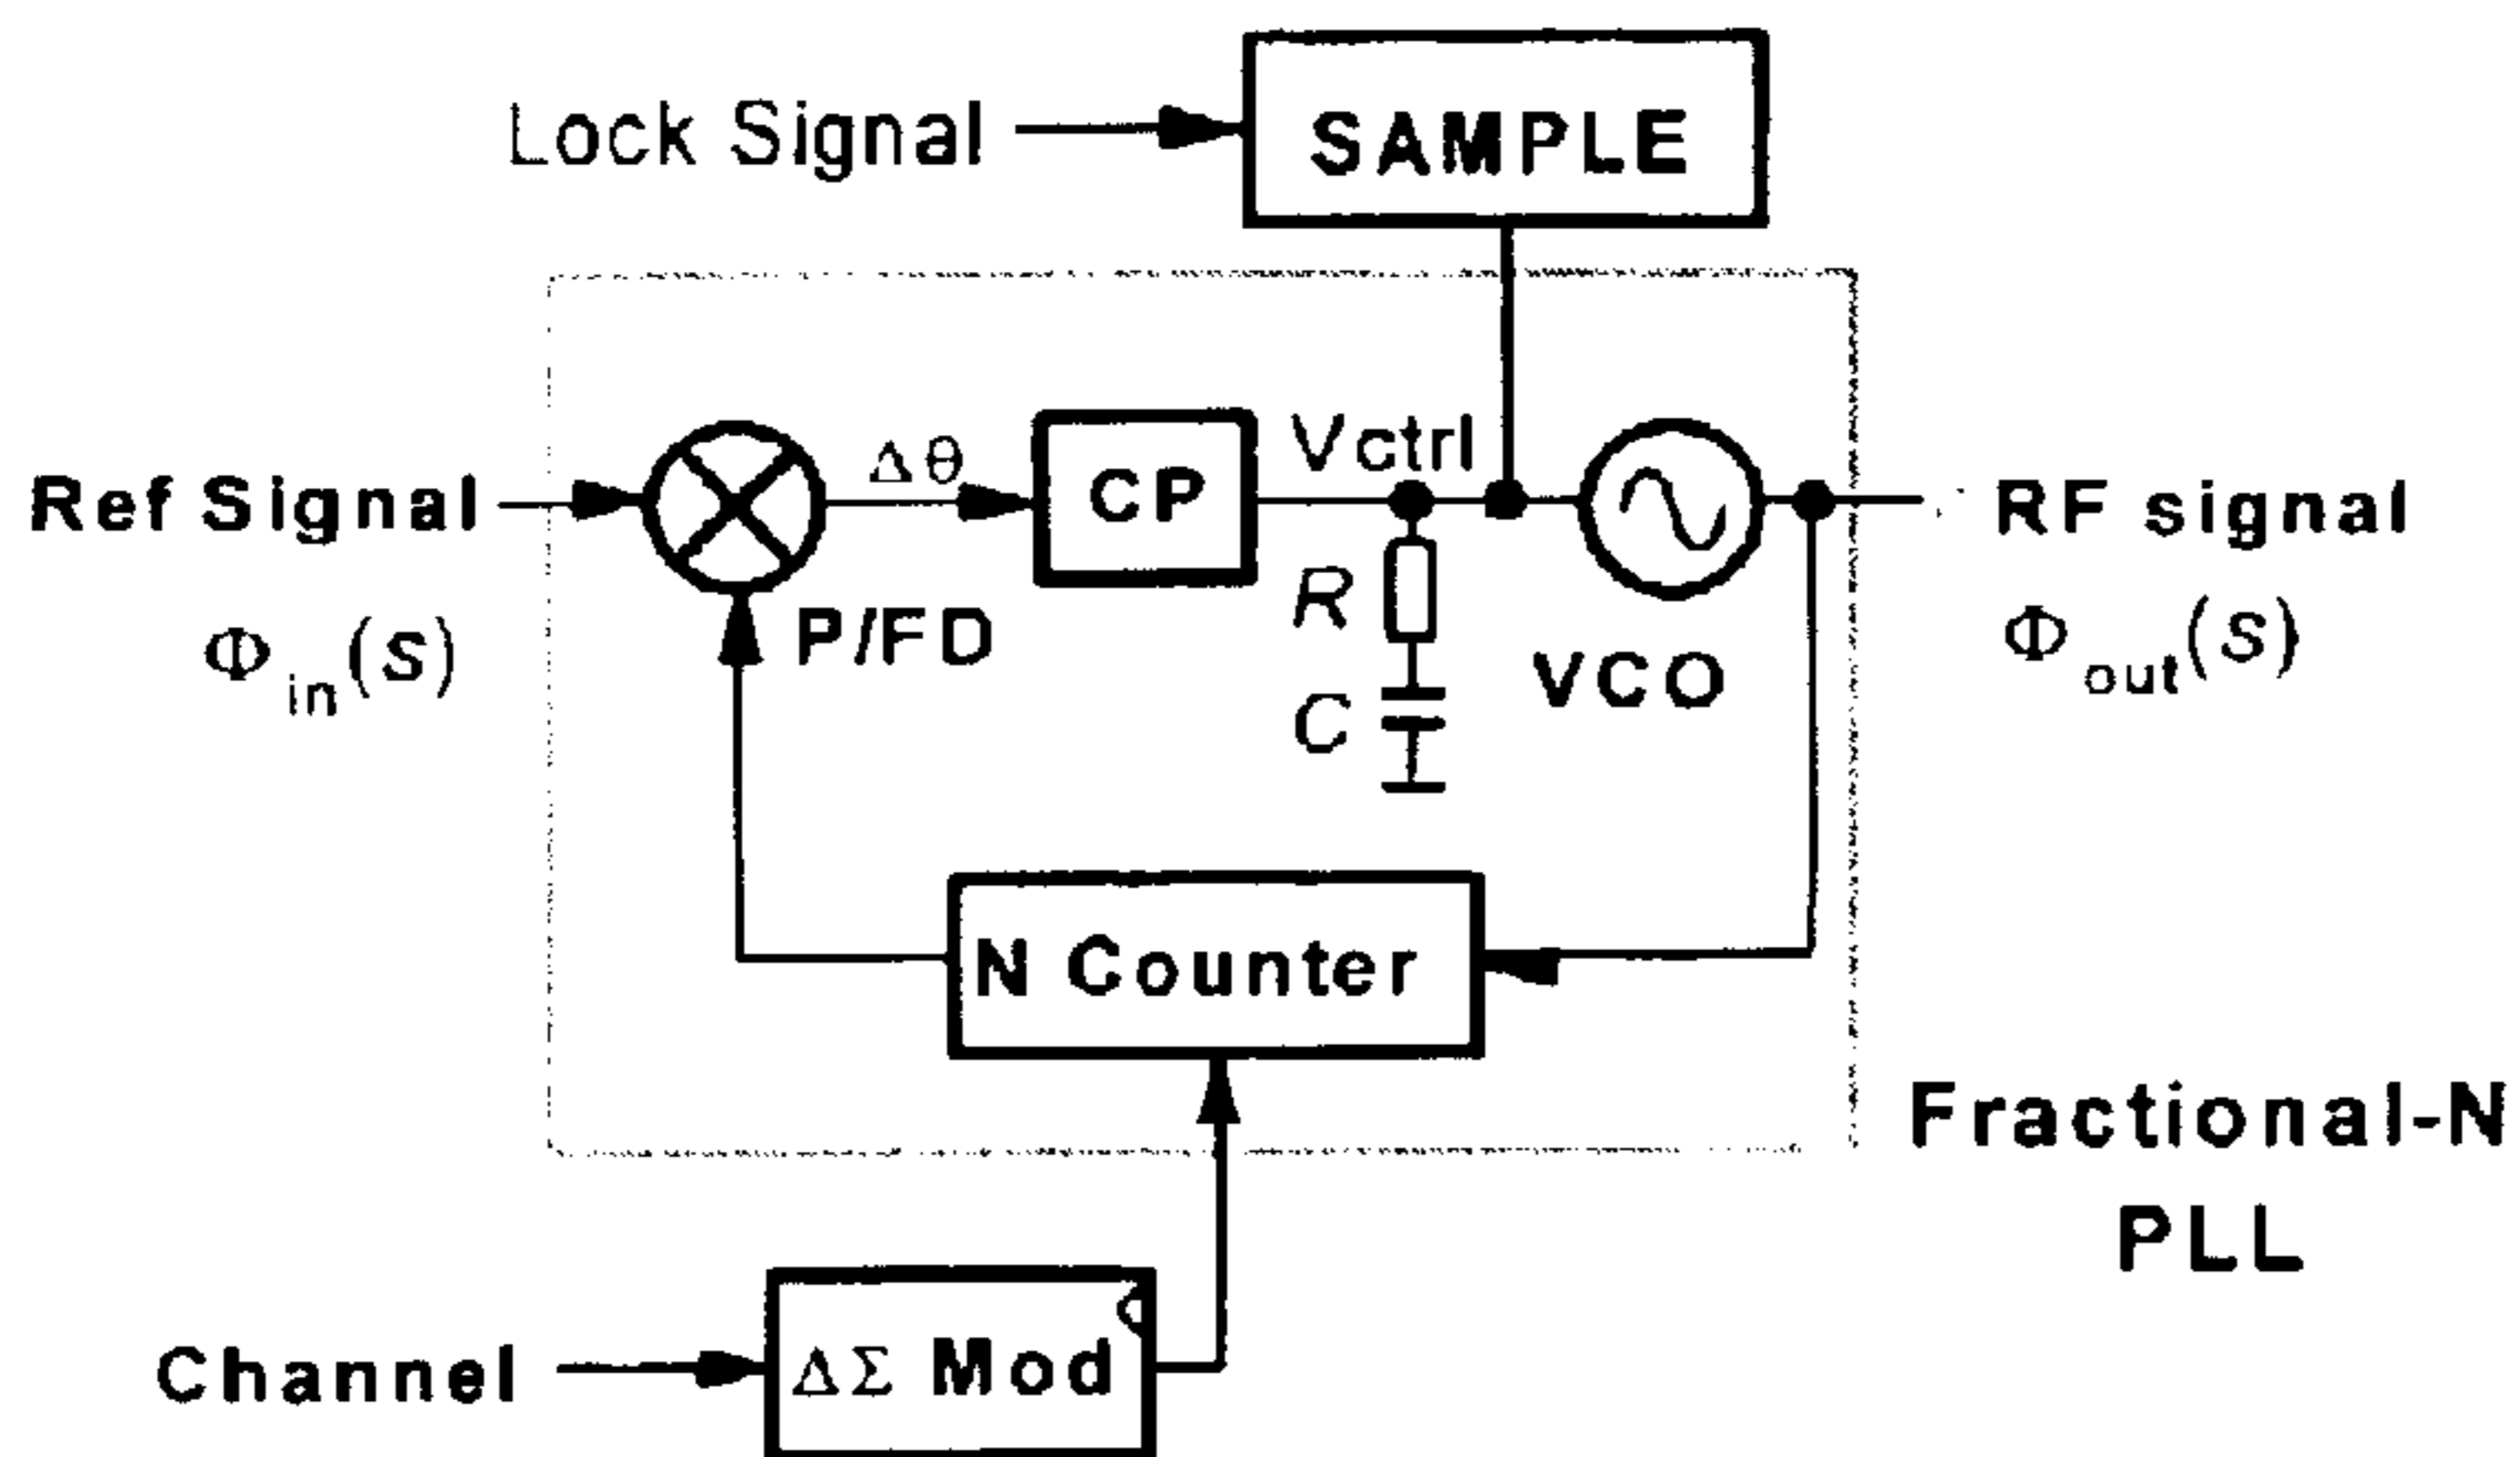 SAMPLE
Lock Signal
Δθ
CP
Vctrl
Ref Signal
RF signal
R
P/FD
Φin(s)
Φout(s)
VCO
C
N Counter
Fractional-N
PLL
Channel
ΔΣ Mod